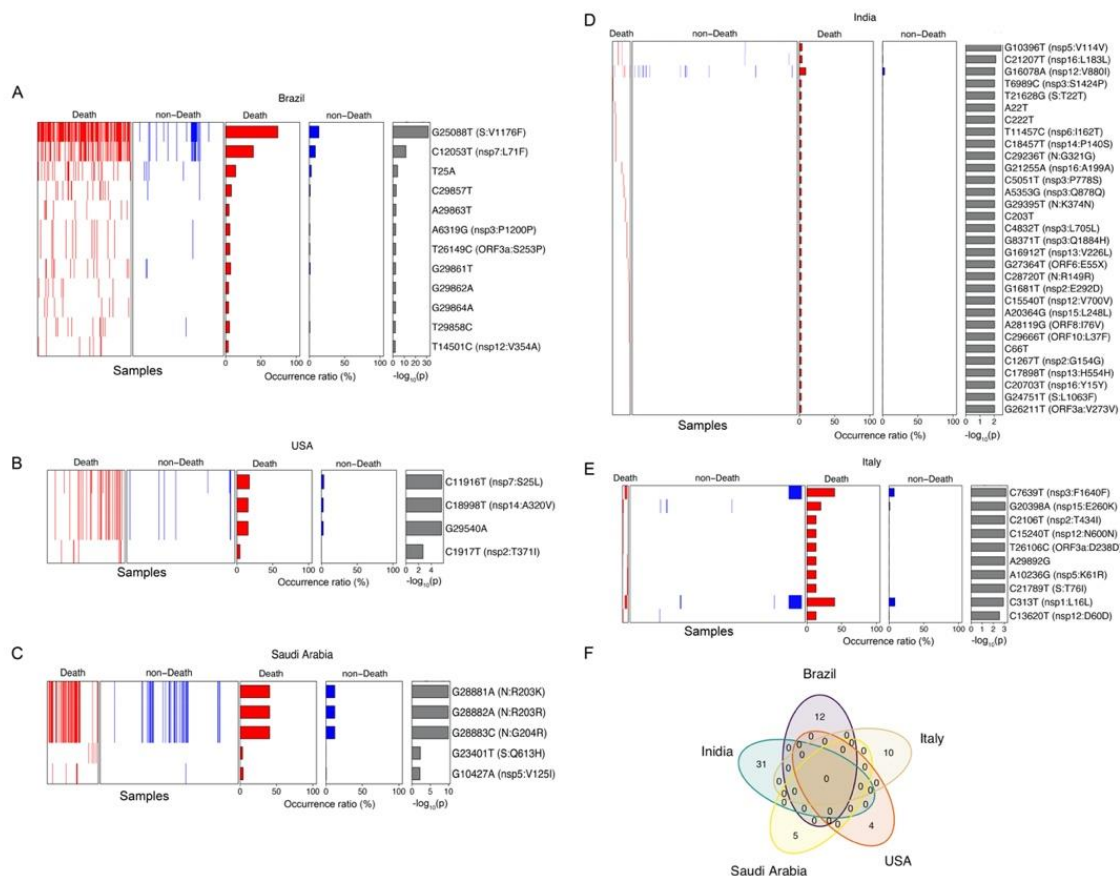 A
Brazil
Death non-Death Death non-Death
G25088T (S:V1176F)
C12053T (nsp7:L71F)
T25A
C29857T
A29863T
A6319G (nsp3:P1200P)
T26149C (ORF3a:S253P)
G29861T
G29862A
G29864A
T29858C
T14501C (nsp12:V354A)
0 50 100 0 50 100 0 10 20 30
Samples Occurrence ratio (%) -log10(p)
B
USA
Death non-Death Death non-Death
C11916T (nsp7:S25L)
C18998T (nsp14:A320V)
G29540A
C1917T (nsp2:T371I)
0 50 100 0 50 100 0 2 4
Samples Occurrence ratio (%) -log10(p)
C
Saudi Arabia
Death non-Death Death non-Death
G28881A (N:R203K)
G28882A (N:R203R)
G28883C (N:G204R)
G23401T (S:Q613H)
G10427A (nsp5:V125I)
0 50 100 0 50 100 0 5 10
Samples Occurrence ratio (%) -log10(p)
D
India
Death non-Death Death non-Death
G10396T (nsp5:V114V)
C21207T (nsp16:L183L)
G16078A (nsp12:V880I)
T6989C (nsp3:S1424P)
T21628G (S:T22T)
A22T
C222T
T11457C (nsp6:I162T)
C18457T (nsp14:P140S)
C29236T (N:G321G)
G21255A (nsp16:A199A)
C5051T (nsp3:P778S)
A5353G (nsp3:Q878Q)
G29395T (N:K374N)
C203T
C4832T (nsp3:L705L)
G8371T (nsp3:Q1884H)
G16912T (nsp13:V226L)
G27364T (ORF6:E55X)
C28720T (N:R149R)
G1681T (nsp2:E292D)
C15540T (nsp12:V700V)
A20364G (nsp15:L248L)
A28119G (ORF8:I76V)
C29666T (ORF10:L37F)
C66T
C1267T (nsp2:G154G)
C17898T (nsp13:H554H)
C20703T (nsp16:Y15Y)
G24751T (S:L1063F)
G26211T (ORF3a:V273V)
0 50 100 0 50 100 0 1 2
Samples Occurrence ratio (%) -log10(p)
E
Italy
Death non-Death Death non-Death
C7639T (nsp3:F1640F)
G20398A (nsp15:E260K)
C2106T (nsp2:T434I)
C15240T (nsp12:N600N)
T26106C (ORF3a:D238D)
A29892G
A10236G (nsp5:K61R)
C21789T (S:T76I)
C313T (nsp1:L16L)
C13620T (nsp12:D60D)
0 50 100 0 50 100 0 1 2 3
Samples Occurrence ratio (%) -log10(p)
F
Brazil
12
Italy
10
Inidia
31
0
5
4
Saudi Arabia
USA